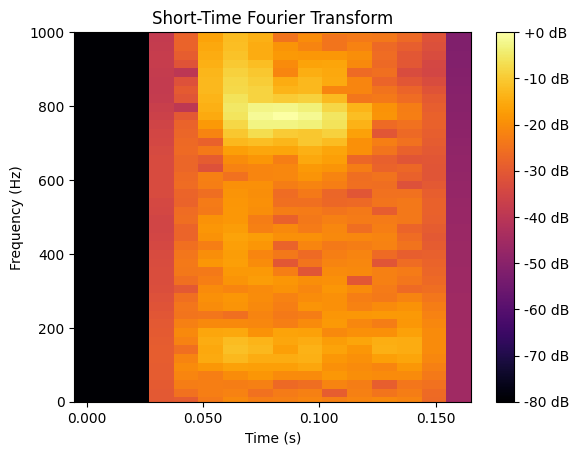 Short-Time Fourier Transform
1000
800
600
400
200
0
Frequency (Hz)
0.000
0.050
0.100
0.150
Time (s)
+0 dB
-10 dB
-20 dB
-30 dB
-40 dB
-50 dB
-60 dB
-70 dB
-80 dB